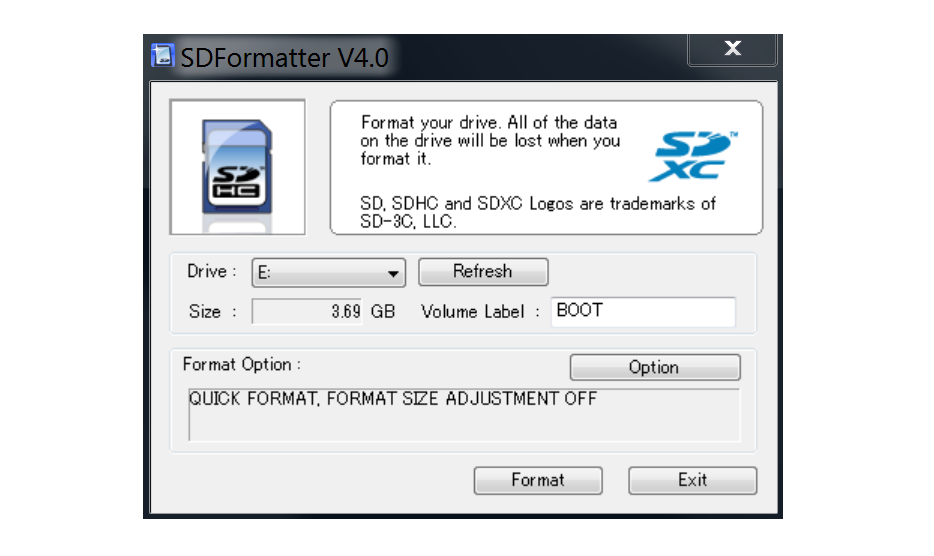 SDFormatter V4.0
X
SD
HC
Format your drive. All of the data
on the drive will be lost when you
format it.
SD, SDHC and SDXC Logos are trademarks of
SD-3C, LLC.
SD™
XC
Drive : E: Refresh
Size : 3.69 GB Volume Label : BOOT
Format Option : Option
QUICK FORMAT, FORMAT SIZE ADJUSTMENT OFF
Format Exit